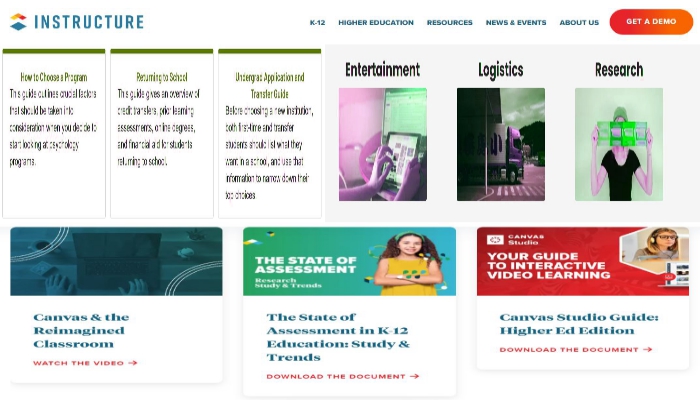 INSTRUCTURE
K-12 HIGHER EDUCATION RESOURCES NEWS & EVENTS ABOUT US GET A DEMO
How to Choose a Program
This guide outlines crucial factors
that should be taken into
consideration when you decide to
start looking at psychology
programs.
Returning to School
This guide gives an overview of
credit transfers, prior learning
assessments, online degrees,
and financial aid for students
returning to school.
Undergrad Application and
Transfer Guide
Before choosing a new institution,
both first-time and transfer
students should list what they
want in a school, and use that
information to narrow down their
top choices.
Entertainment
Logistics
Research
Canvas & the
Reimagined
Classroom
WATCH THE VIDEO →
THE STATE OF
ASSESSMENT
Research
Study & Trends
The State of
Assessment in K-12
Education: Study &
Trends
DOWNLOAD THE DOCUMENT →
CANVAS
Studio
YOUR GUIDE
TO INTERACTIVE
VIDEO LEARNING
Canvas Studio Guide:
Higher Ed Edition
DOWNLOAD THE DOCUMENT →